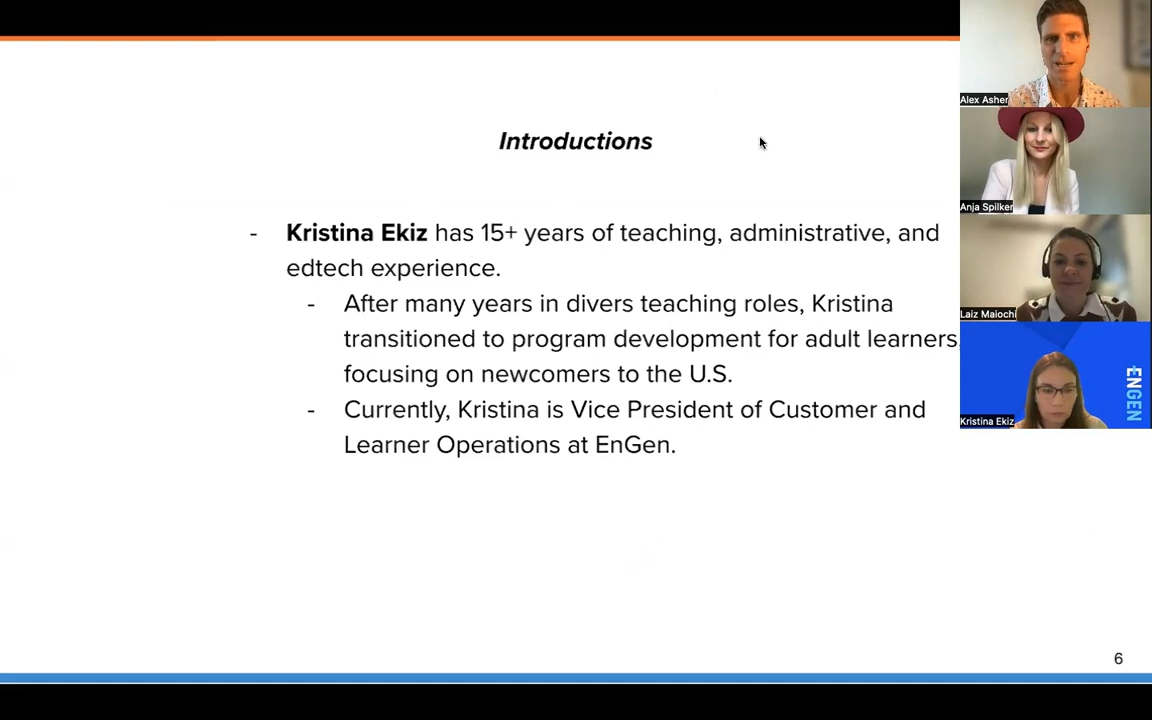 Introductions
- Kristina Ekiz has 15+ years of teaching, administrative, and
edtech experience.
- After many years in divers teaching roles, Kristina
transitioned to program development for adult learners,
focusing on newcomers to the U.S.
- Currently, Kristina is Vice President of Customer and
Learner Operations at EnGen.
6
Alex Asher
Anja Spilker
Laiz Maiochi
Kristina Ekiz
ENGEN